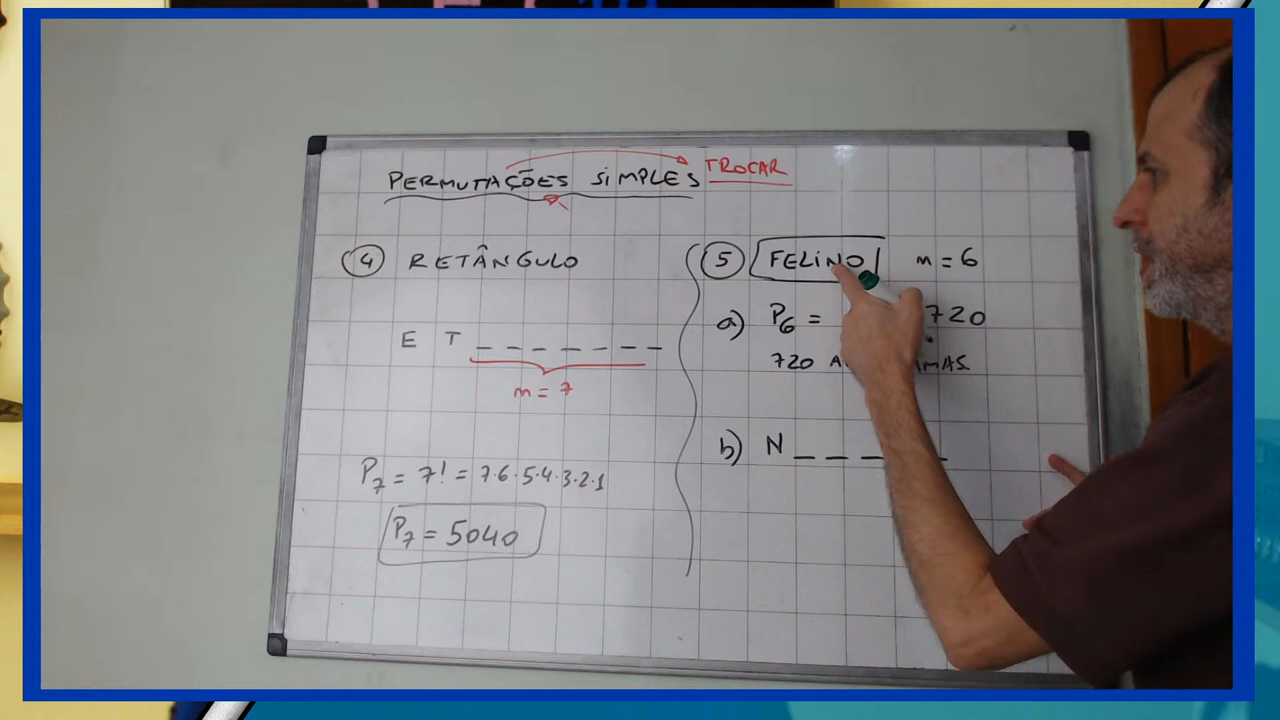 PERMUTAÇÕES SIMPLES TROCAR
4 RETÂNGULO
E T _ _ _ _ _ _ _
m = 7
P7 = 7! = 7·6·5·4·3·2·1
P7 = 5040
5 FELINO m = 6
a) P6 = 720
720
b) N _ _ _ _ _